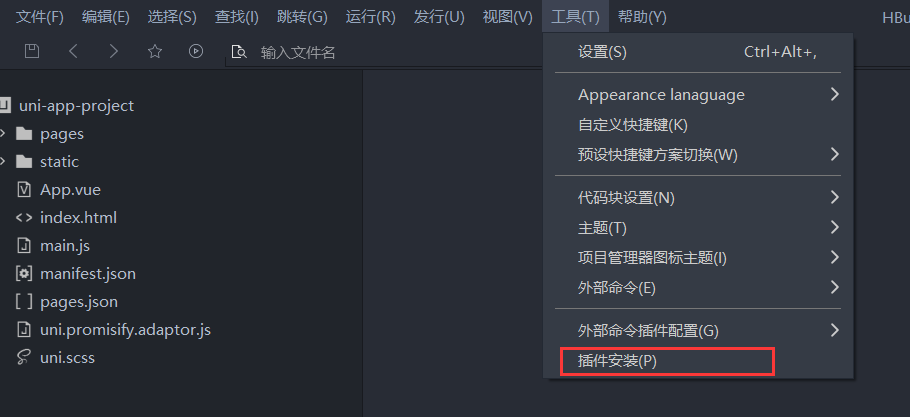 文件(F) 编辑(E) 选择(S) 查找(I) 跳转(G) 运行(R) 发行(U) 视图(V) 工具(T) 帮助(Y) HBu
输入文件名
设置(S) Ctrl+Alt+,
Appearance lanaguage
自定义快捷键(K)
预设快捷键方案切换(W)
代码块设置(N)
主题(T)
项目管理器图标主题(I)
外部命令(E)
外部命令插件配置(G)
插件安装(P)
uni-app-project
pages
static
App.vue
index.html
main.js
manifest.json
pages.json
uni.promisify.adaptor.js
uni.scss